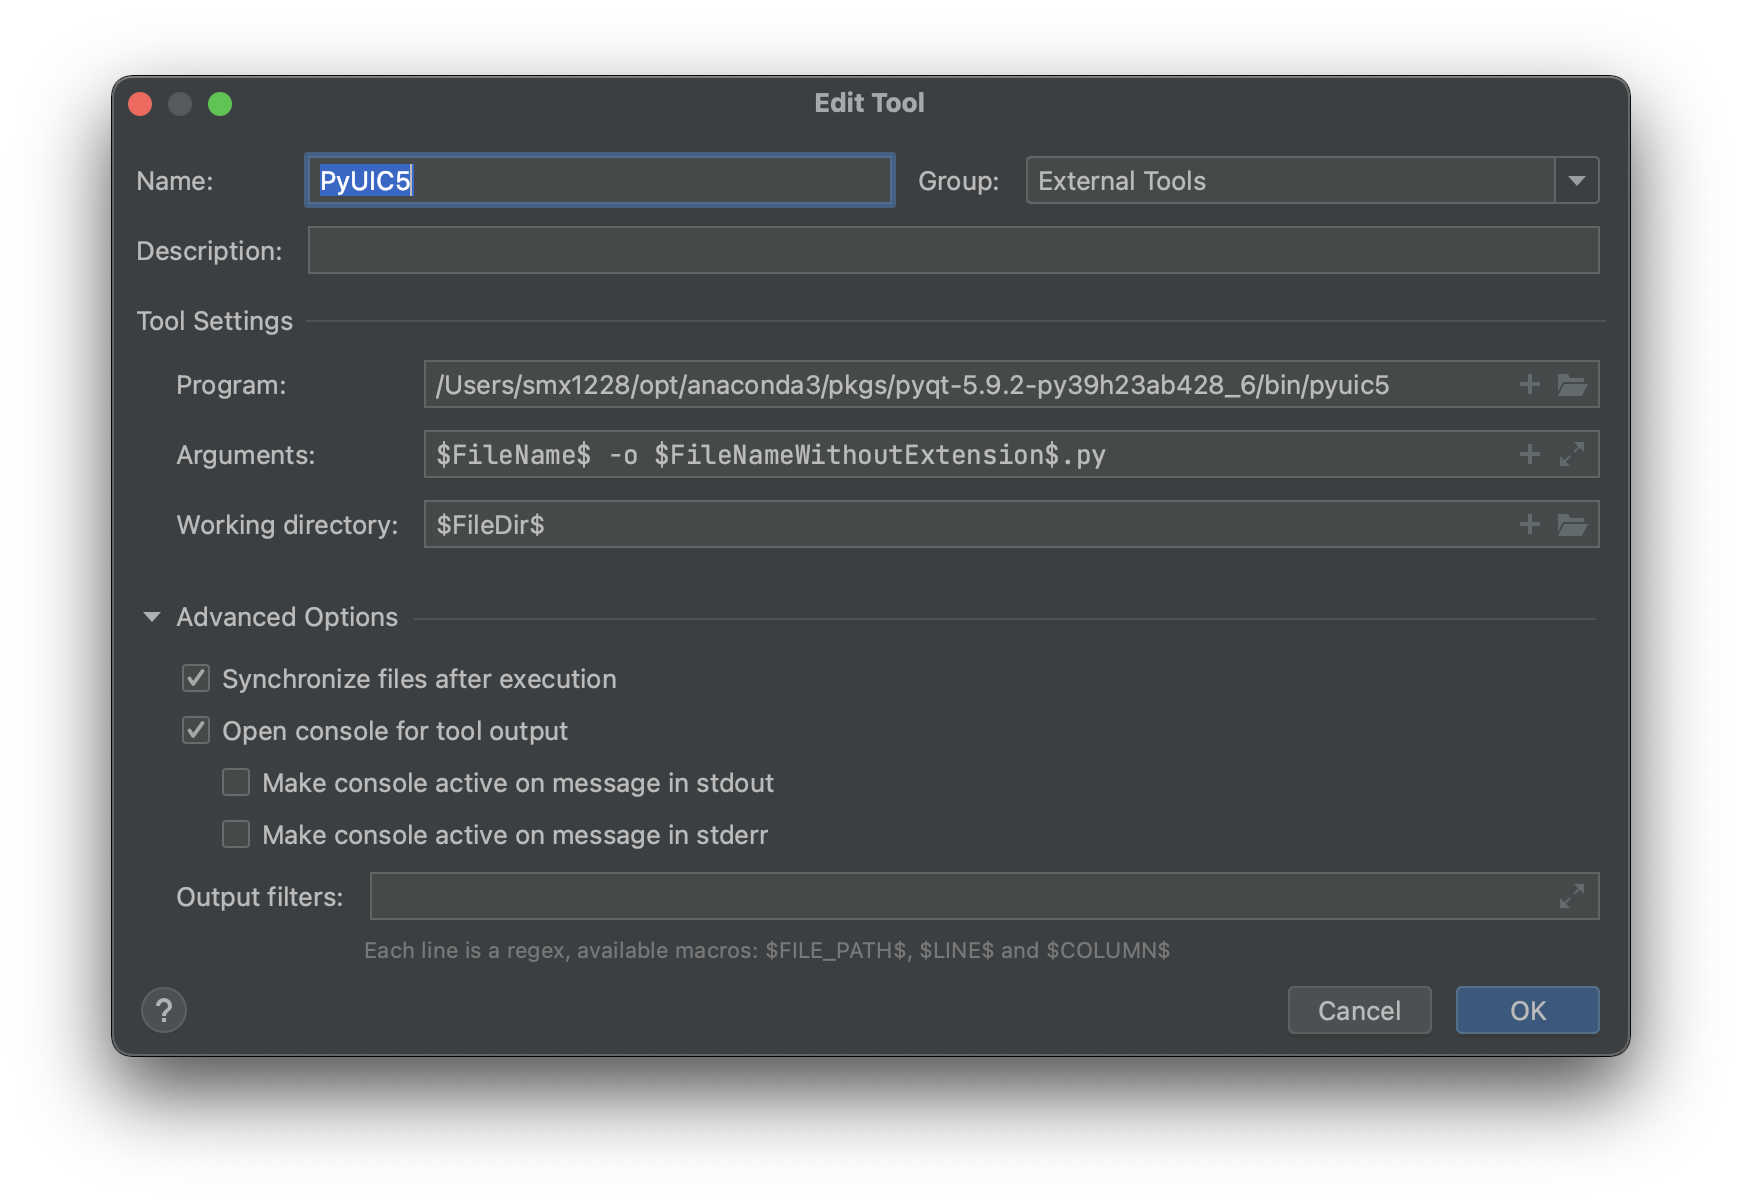 Edit Tool
Name: PyUIC5 Group: External Tools
Description:
Tool Settings
Program: /Users/smx1228/opt/anaconda3/pkgs/pyqt-5.9.2-py39h23ab428_6/bin/pyuic5
Arguments: $FileName$ -o $FileNameWithoutExtension$.py
Working directory: $FileDir$
Advanced Options
Synchronize files after execution
Open console for tool output
Make console active on message in stdout
Make console active on message in stderr
Output filters:
Each line is a regex, available macros: $FILE_PATH$, $LINE$ and $COLUMN$
? Cancel OK